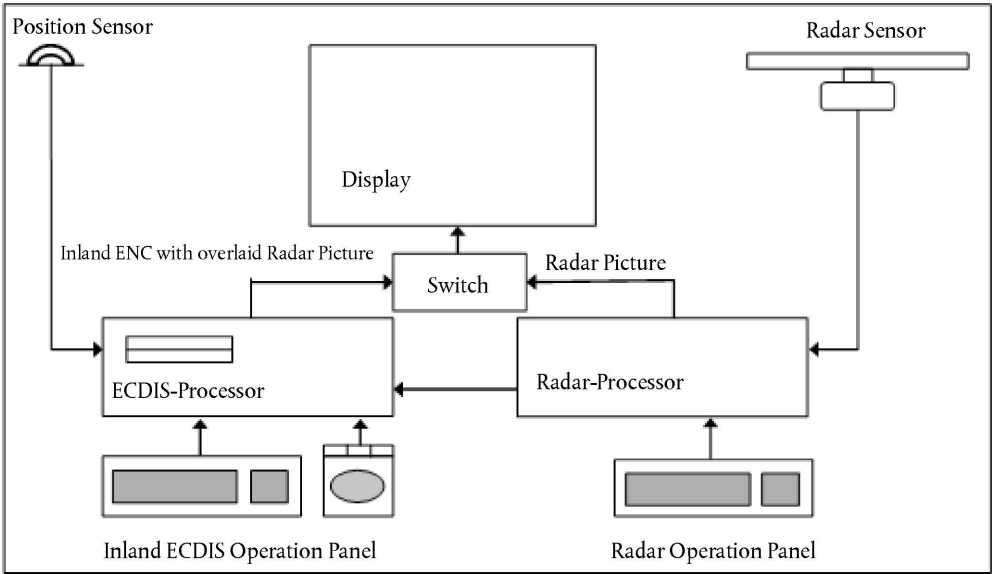 Position Sensor
Radar Sensor
Display
Inland ENC with overlaid Radar Picture
Switch
Radar Picture
ECDIS-Processor
Radar-Processor
Inland ECDIS Operation Panel
Radar Operation Panel